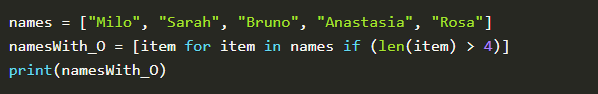 names = ["Milo", "Sarah", "Bruno", "Anastasia", "Rosa"]
namesWith_O = [item for item in names if (len(item) > 4)]
print(namesWith_O)